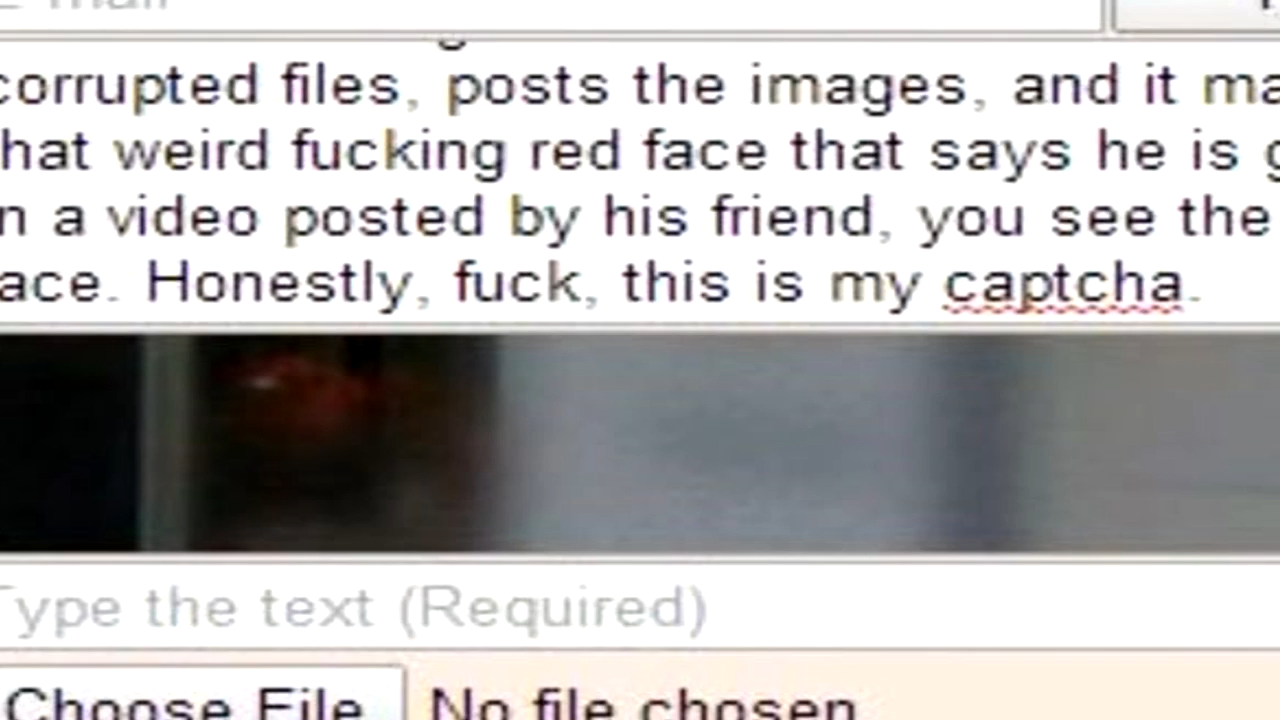 E-mail
corrupted files, posts the images, and it ma
hat weird fucking red face that says he is g
n a video posted by his friend, you see the
ace. Honestly, fuck, this is my captcha.
Type the text (Required)
Choose File No file chosen